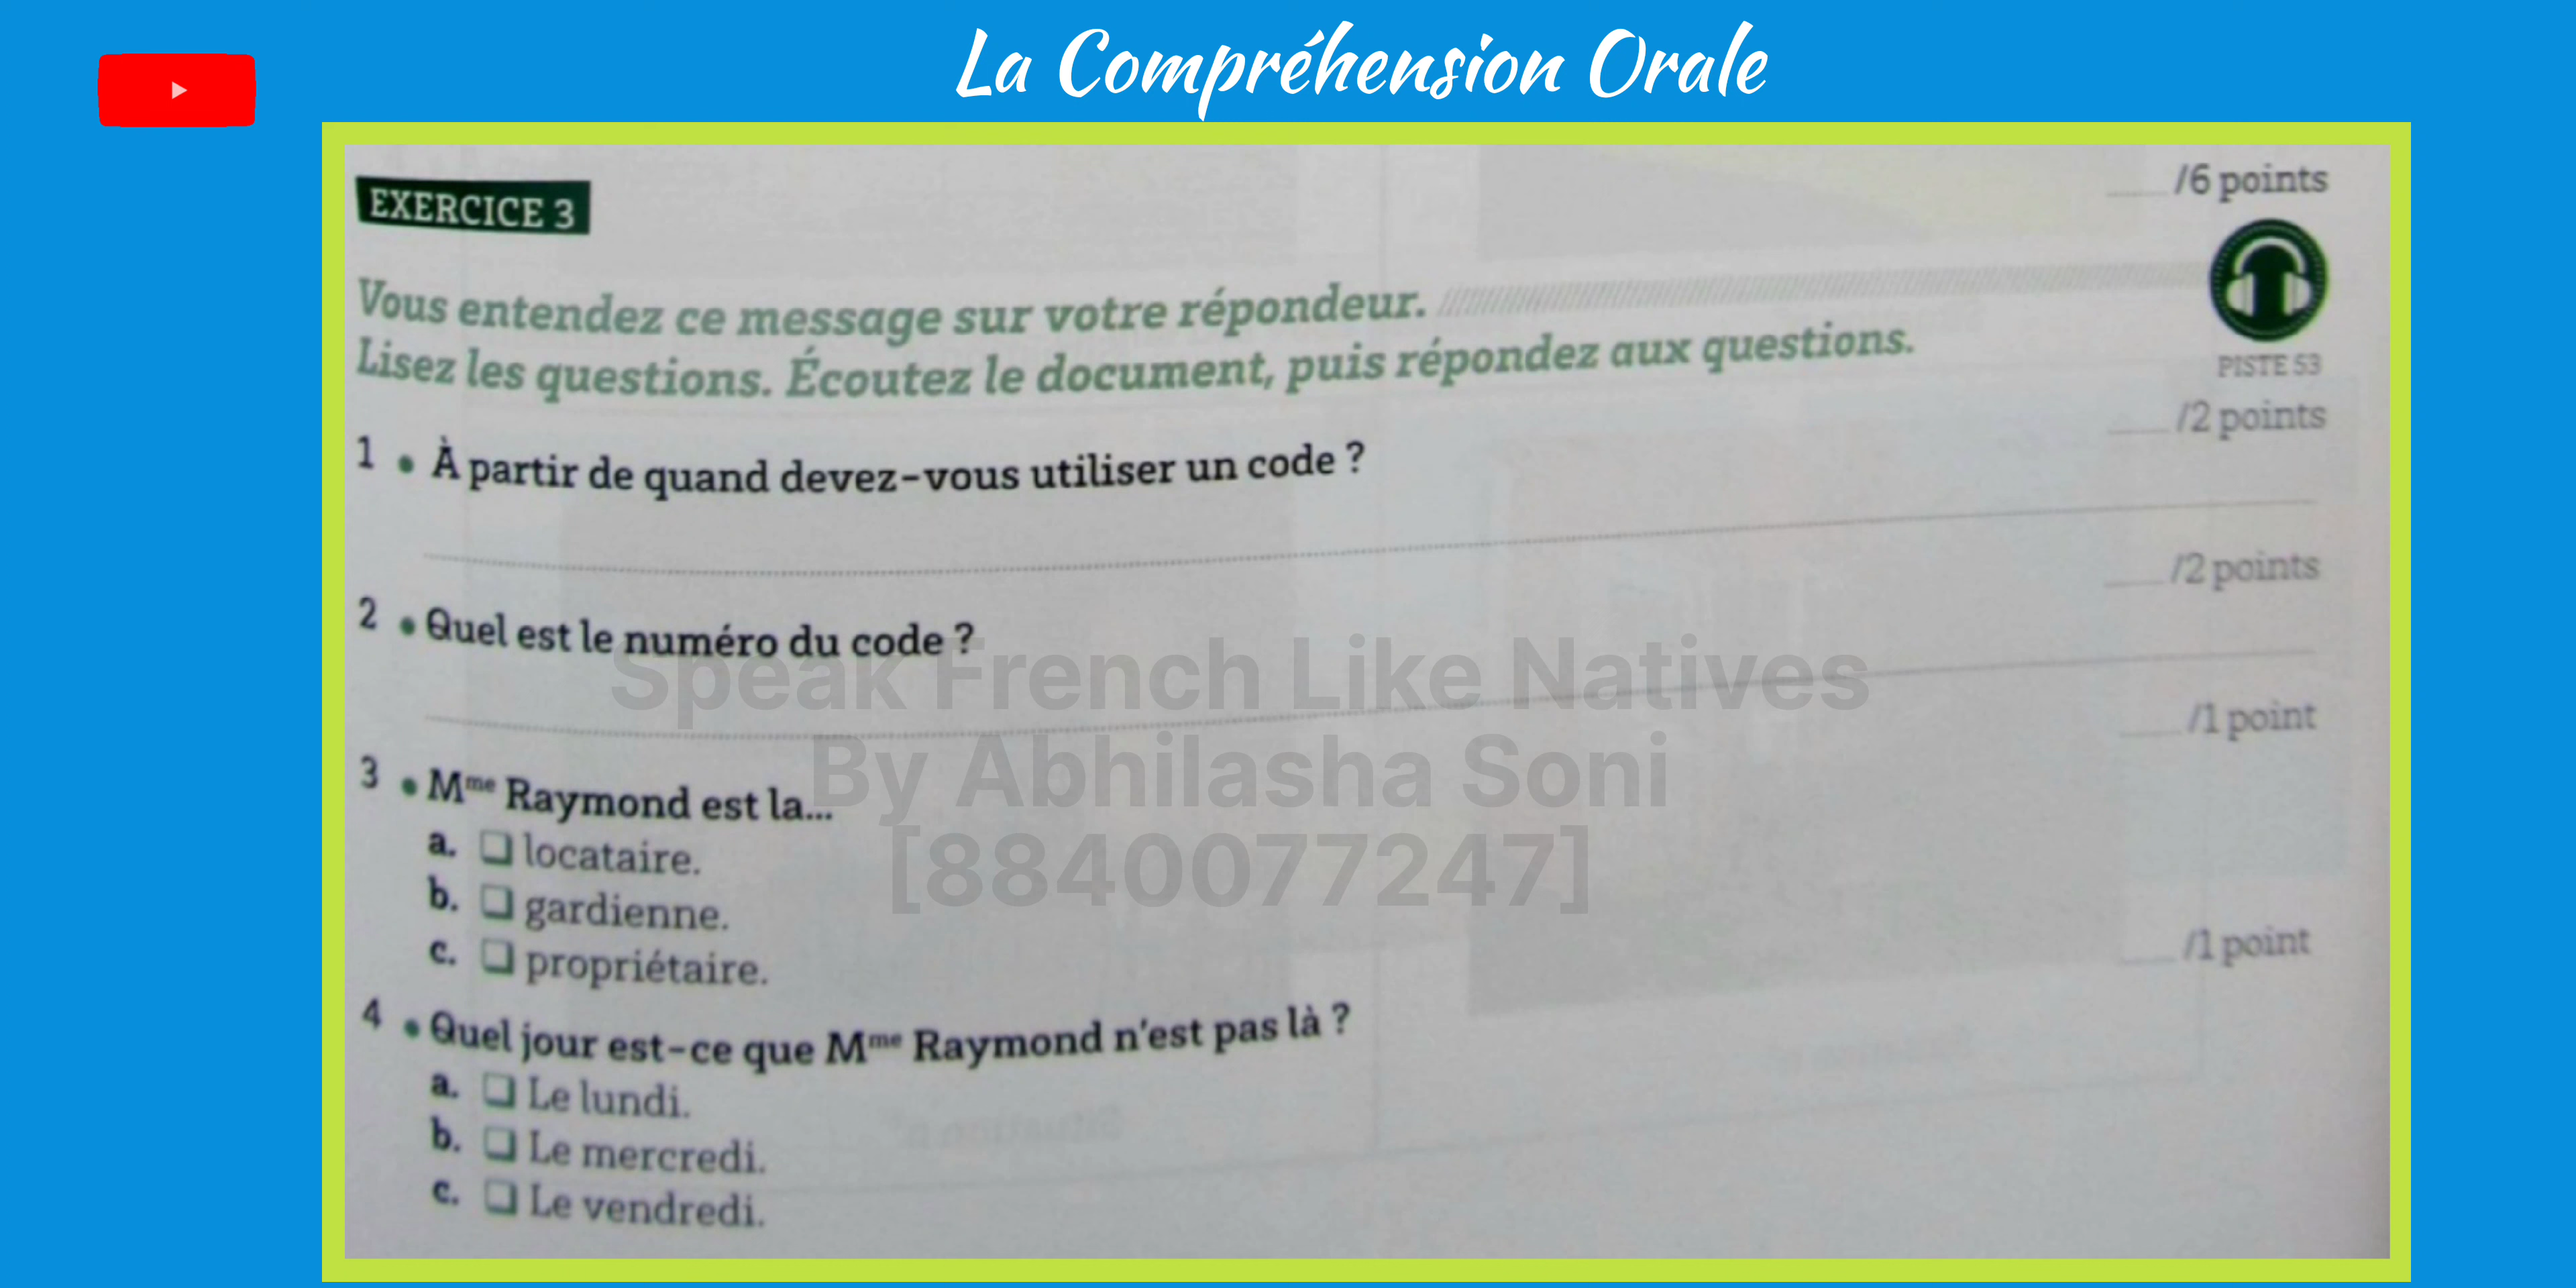 La Compréhension Orale
/6 points
EXERCICE 3
Vous entendez ce message sur votre répondeur.
Lisez les questions. Écoutez le document, puis répondez aux questions.
PISTE 53
/2 points
1 • À partir de quand devez-vous utiliser un code ?
/2 points
2 • Quel est le numéro du code ?
Speak French Like Natives
By Abhilasha Soni
[8840077247]
/1 point
3 • Mme Raymond est la...
a. ❑ locataire.
b. ❑ gardienne.
c. ❑ propriétaire.
/1 point
4 • Quel jour est-ce que Mme Raymond n'est pas là ?
a. ❑ Le lundi.
b. ❑ Le mercredi.
c. ❑ Le vendredi.